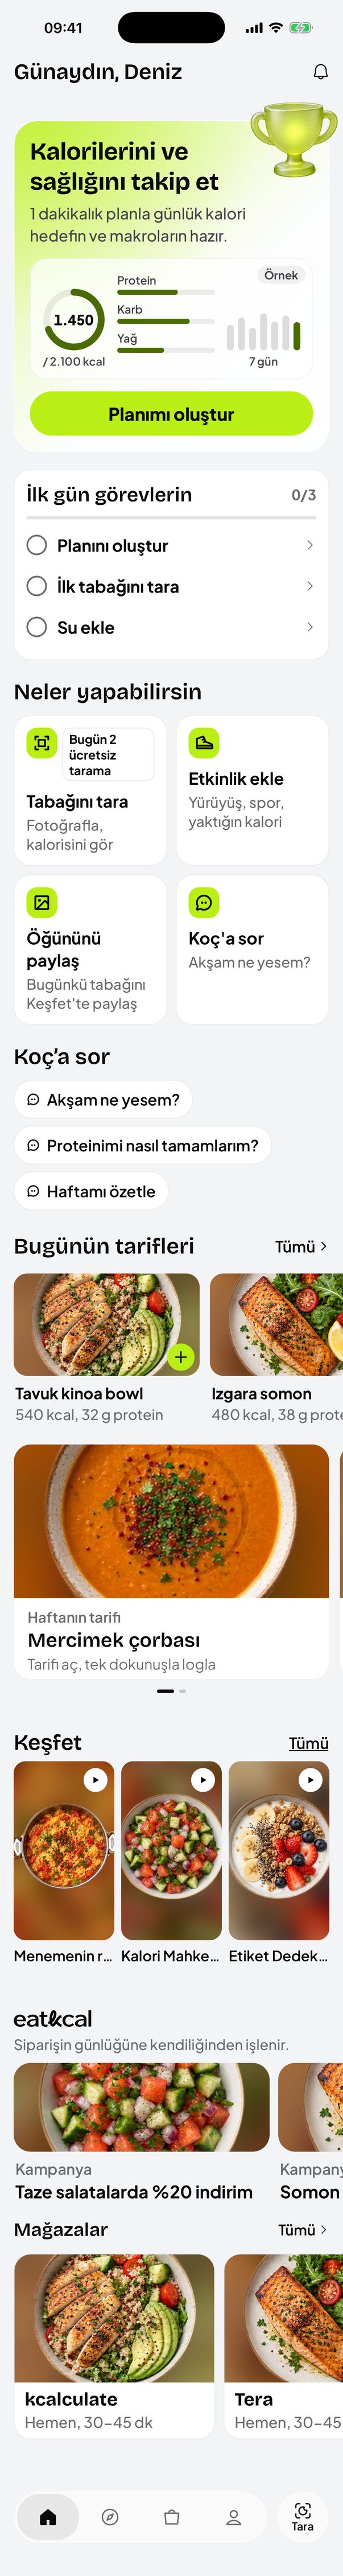 09:41
Günaydın, Deniz
Kalorilerini ve
sağlığını takip et
1 dakikalık planla günlük kalori
hedefin ve makroların hazır.
Örnek
Protein
1.450
Karb
Yağ
/ 2.100 kcal
7 gün
Planımı oluştur
İlk gün görevlerin 0/3
Planını oluştur
İlk tabağını tara
Su ekle
Neler yapabilirsin
Bugün 2
ücretsiz
tarama
Tabağını tara
Fotoğrafla,
kalorisini gör
Etkinlik ekle
Yürüyüş, spor,
yaktığın kalori
Öğününü
paylaş
Bugünkü tabağını
Keşfet'te paylaş
Koç'a sor
Akşam ne yesem?
Koç’a sor
Akşam ne yesem?
Proteinimi nasıl tamamlarım?
Haftamı özetle
Bugünün tarifleri Tümü
Tavuk kinoa bowl
540 kcal, 32 g protein
Izgara somon
480 kcal, 38 g prote
Haftanın tarifi
Mercimek çorbası
Tarifi aç, tek dokunuşla logla
Keşfet Tümü
Menemenin r...
Kalori Mahke...
Etiket Dedek...
eat&cal
Siparişin günlüğüne kendiliğinden işlenir.
Kampanya
Taze salatalarda %20 indirim
Kampany
Somon
Mağazalar Tümü
kcalculate
Hemen, 30–45 dk
Tera
Hemen, 30–45
Tara